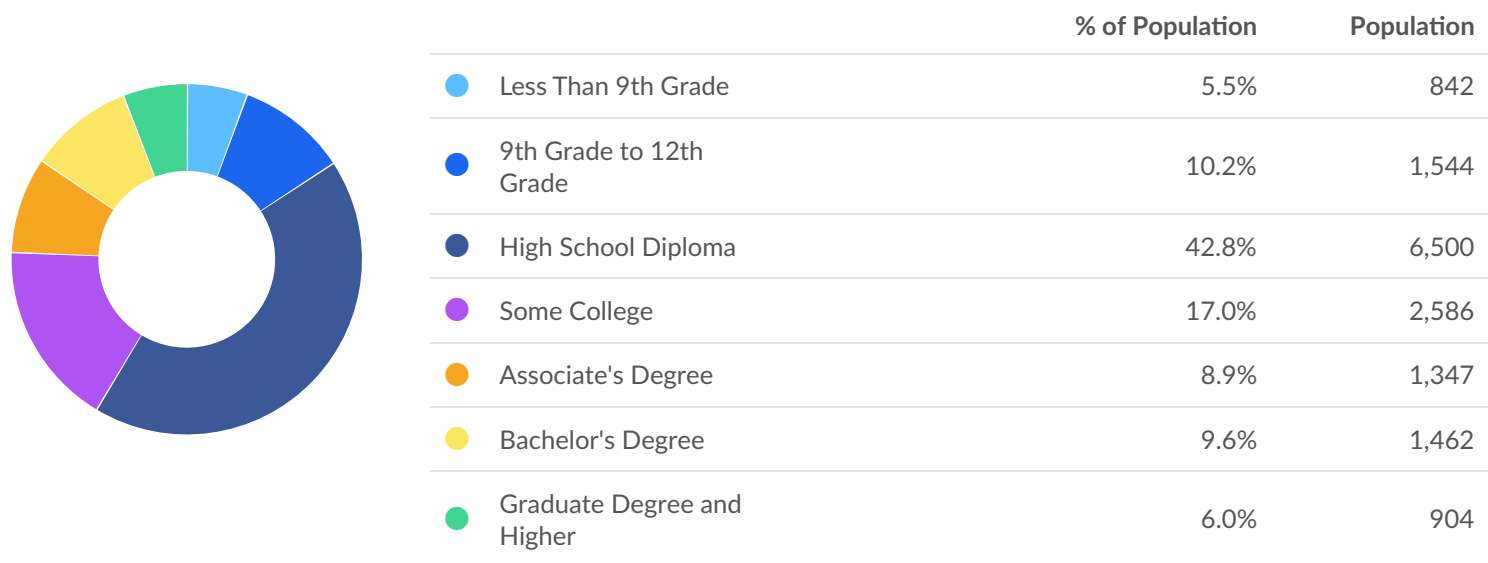 % of Population Population
Less Than 9th Grade 5.5% 842
9th Grade to 12th
Grade 10.2% 1,544
High School Diploma 42.8% 6,500
Some College 17.0% 2,586
Associate's Degree 8.9% 1,347
Bachelor's Degree 9.6% 1,462
Graduate Degree and
Higher 6.0% 904